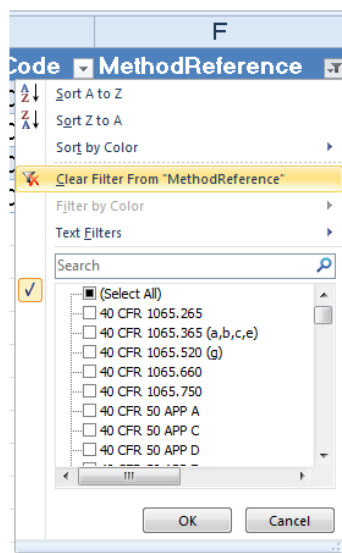 F
Code MethodReference
Sort A to Z
Sort Z to A
Sort by Color
Clear Filter From "MethodReference"
Filter by Color
Text Filters
Search
(Select All)
40 CFR 1065.265
40 CFR 1065.365 (a,b,c,e)
40 CFR 1065.520 (g)
40 CFR 1065.660
40 CFR 1065.750
40 CFR 50 APP A
40 CFR 50 APP C
40 CFR 50 APP D
OK Cancel